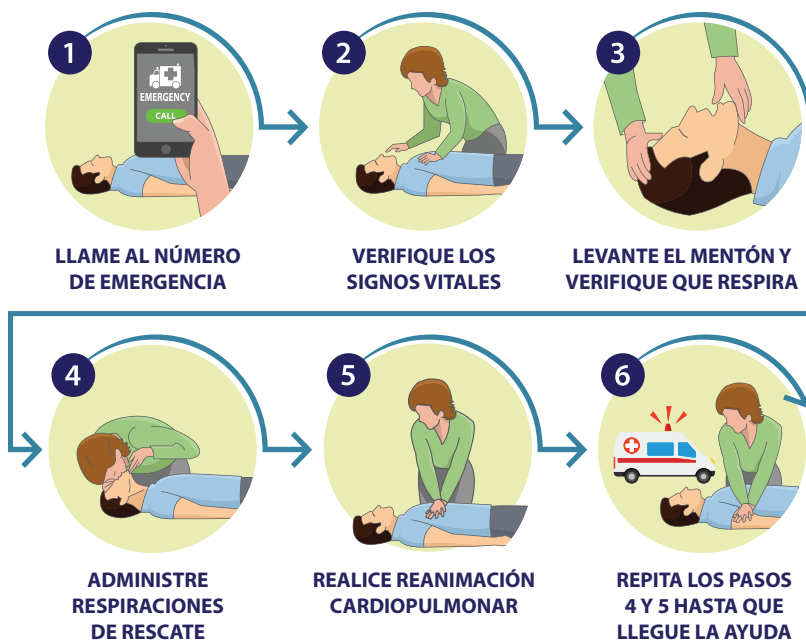 1
EMERGENCY
CALL
LLAME AL NÚMERO
DE EMERGENCIA
2
VERIFIQUE LOS
SIGNOS VITALES
3
LEVANTE EL MENTÓN Y
VERIFIQUE QUE RESPIRA
4
ADMINISTRE
RESPIRACIONES
DE RESCATE
5
REALICE REANIMACIÓN
CARDIOPULMONAR
6
REPITA LOS PASOS
4 Y 5 HASTA QUE
LLEGUE LA AYUDA